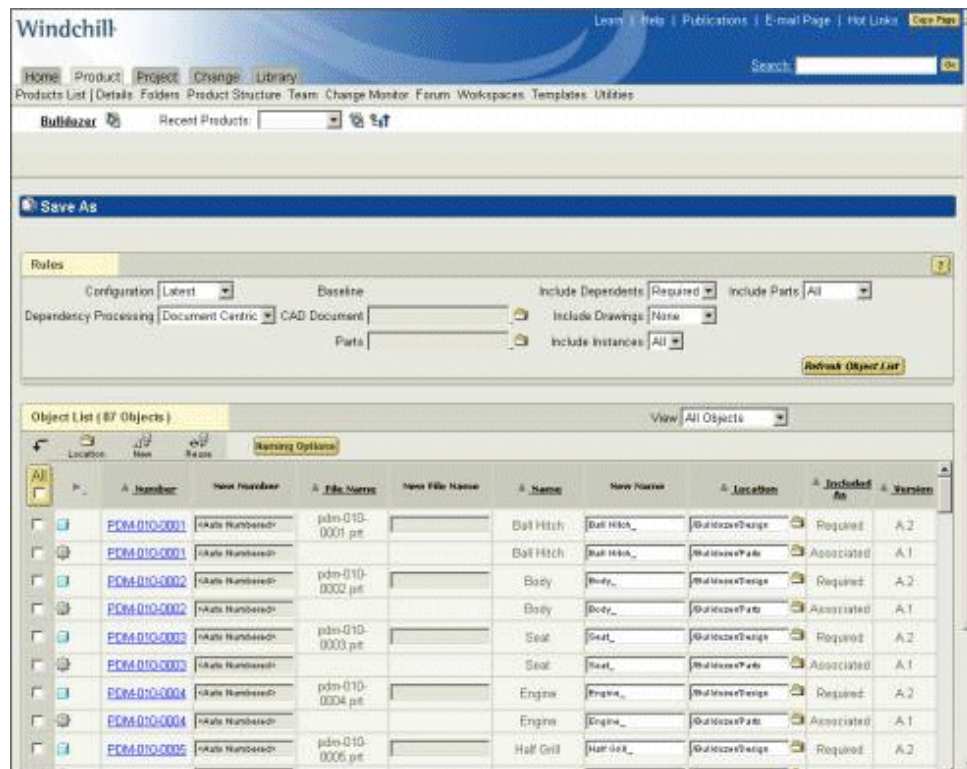 Windchill
Learn | Help | Publications | E-mail Page | Hot Links Copy Page
Search: Go
Home Product Project Change Library
Products List | Details Folders Product Structure Team Change Monitor Forum Workspaces Templates Utilities
Bulldozer Recent Products:
Save As
Rules ?
Configuration Latest Baseline Include Dependents Required Include Parts All
Dependency Processing Document Centric CAD Document Include Drawings None
Parts Include Instances All
Refresh Object List
Object List ( 87 Objects ) View All Objects
Location New Reuse Naming Options
All Number New Number File Name New File Name Name New Name Location Included As Version
PDM-010-0001 <Auto Numbered> pdm-010-0001.prt Ball Hitch Ball Hitch_ /Bulldozer/Design Required A.2
PDM-010-0001 <Auto Numbered> Ball Hitch Ball Hitch_ /Bulldozer/Parts Associated A.1
PDM-010-0002 <Auto Numbered> pdm-010-0002.prt Body Body_ /Bulldozer/Design Required A.2
PDM-010-0002 <Auto Numbered> Body Body_ /Bulldozer/Parts Associated A.1
PDM-010-0003 <Auto Numbered> pdm-010-0003.prt Seat Seat_ /Bulldozer/Design Required A.2
PDM-010-0003 <Auto Numbered> Seat Seat_ /Bulldozer/Parts Associated A.1
PDM-010-0004 <Auto Numbered> pdm-010-0004.prt Engine Engine_ /Bulldozer/Design Required A.2
PDM-010-0004 <Auto Numbered> Engine Engine_ /Bulldozer/Parts Associated A.1
PDM-010-0005 <Auto Numbered> pdm-010-0005.prt Half Grill Half Grill_ /Bulldozer/Design Required A.2